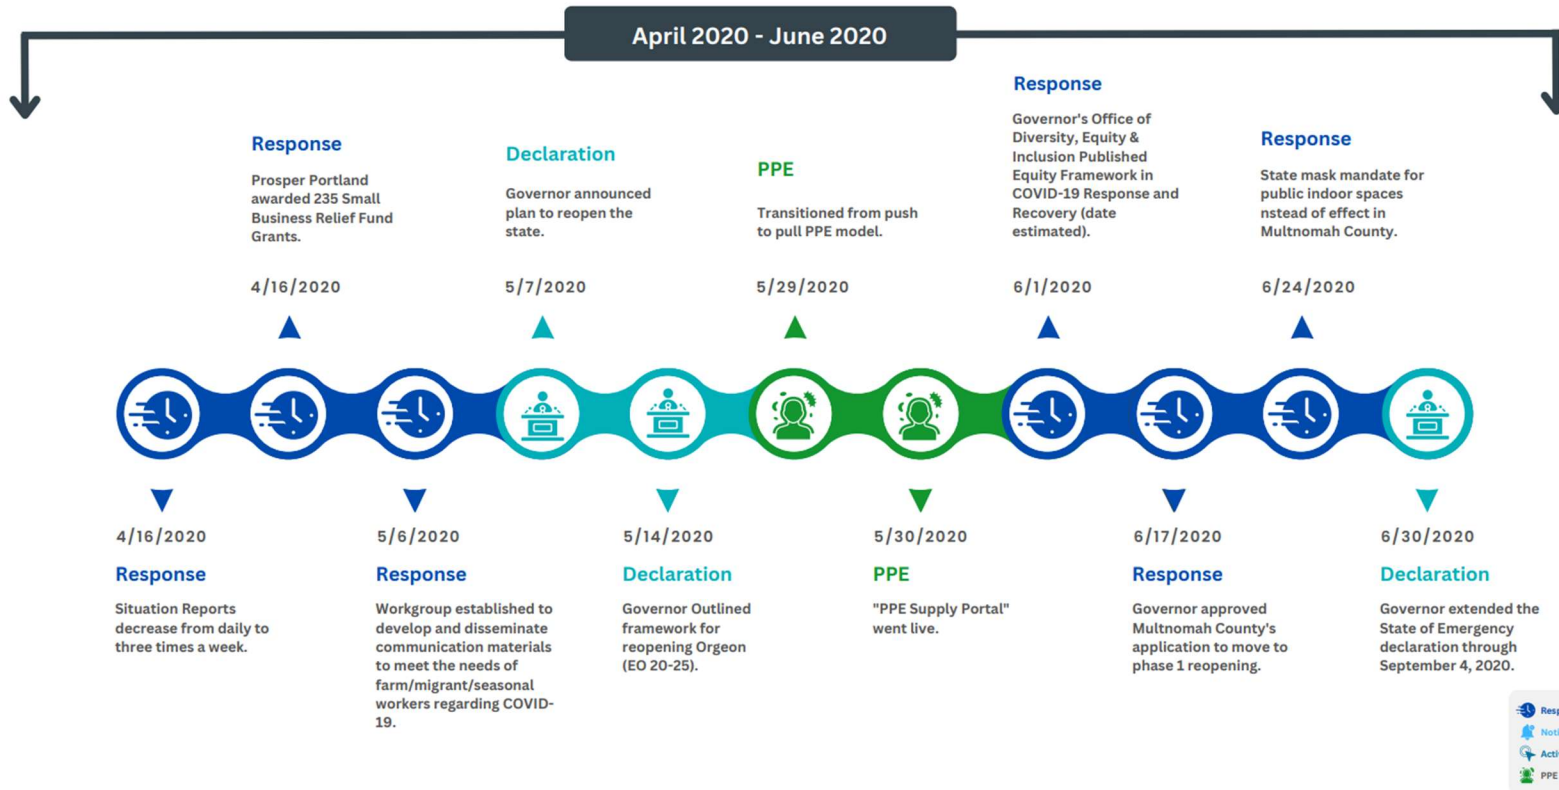 April 2020 - June 2020
Response
Prosper Portland
awarded 235 Small
Business Relief Fund
Grants.
4/16/2020
Declaration
Governor announced
plan to reopen the
state.
5/7/2020
PPE
Transitioned from push
to pull PPE model.
5/29/2020
Response
Governor's Office of
Diversity, Equity &
Inclusion Published
Equity Framework in
COVID-19 Response and
Recovery (date
estimated).
6/1/2020
Response
State mask mandate for
public indoor spaces
nstead of effect in
Multnomah County.
6/24/2020
4/16/2020
Response
Situation Reports
decrease from daily to
three times a week.
5/6/2020
Response
Workgroup established to
develop and disseminate
communication materials
to meet the needs of
farm/migrant/seasonal
workers regarding COVID-
19.
5/14/2020
Declaration
Governor Outlined
framework for
reopening Orgeon
(EO 20-25).
5/30/2020
PPE
"PPE Supply Portal"
went live.
6/17/2020
Response
Governor approved
Multnomah County's
application to move to
phase 1 reopening.
6/30/2020
Declaration
Governor extended the
State of Emergency
declaration through
September 4, 2020.
Resp
Noti
Acti
PPE